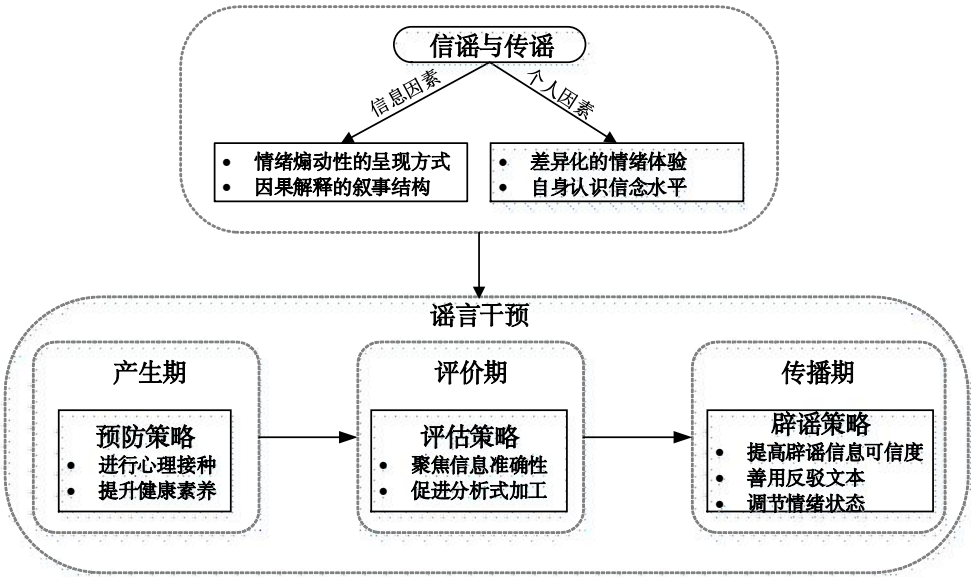 信谣与传谣
信息因素
个人因素
• 情绪煽动性的呈现方式
• 因果解释的叙事结构
• 差异化的情绪体验
• 自身认识信念水平
谣言干预
产生期
预防策略
• 进行心理接种
• 提升健康素养
评价期
评估策略
• 聚焦信息准确性
• 促进分析式加工
传播期
辟谣策略
• 提高辟谣信息可信度
• 善用反驳文本
• 调节情绪状态